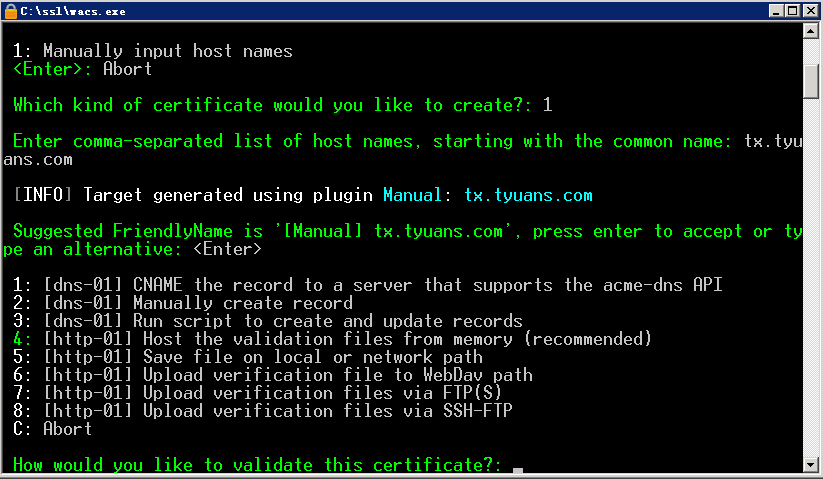 C:\ssl\wacs.exe
1: Manually input host names
<Enter>: Abort
Which kind of certificate would you like to create?: 1
Enter comma-separated list of host names, starting with the common name: tx.tyu
ans.com
[INFO] Target generated using plugin Manual: tx.tyuans.com
Suggested FriendlyName is '[Manual] tx.tyuans.com', press enter to accept or ty
pe an alternative: <Enter>
1: [dns-01] CNAME the record to a server that supports the acme-dns API
2: [dns-01] Manually create record
3: [dns-01] Run script to create and update records
4: [http-01] Host the validation files from memory (recommended)
5: [http-01] Save file on local or network path
6: [http-01] Upload verification file to WebDav path
7: [http-01] Upload verification files via FTP(S)
8: [http-01] Upload verification files via SSH-FTP
C: Abort
How would you like to validate this certificate?: